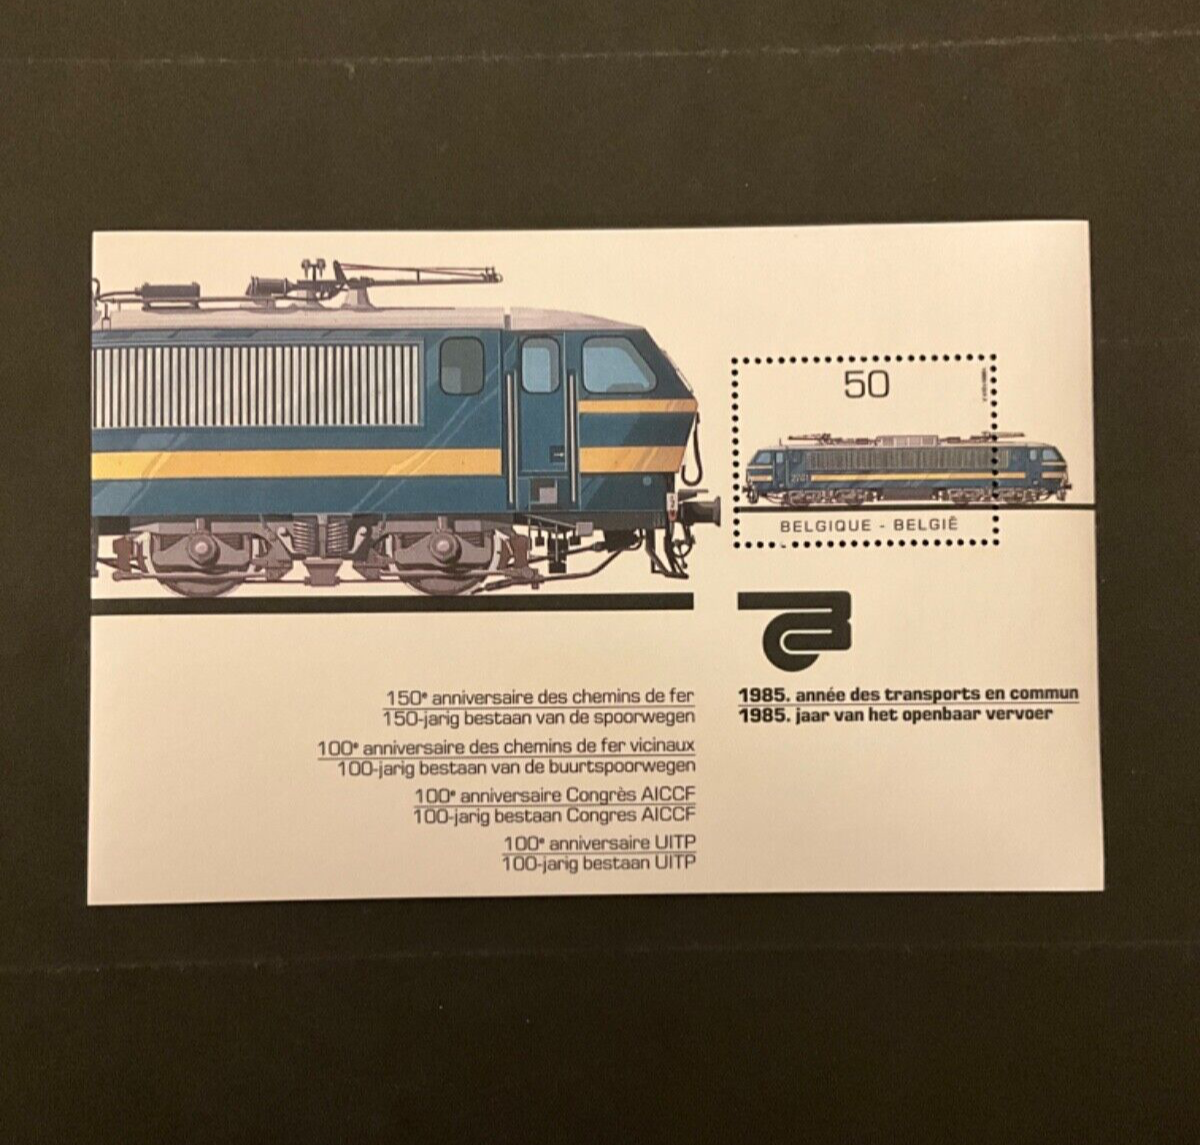 50
BELGIQUE - BELGIË
150e anniversaire des chemins de fer
150-jarig bestaan van de spoorwegen
100e anniversaire des chemins de fer vicinaux
100-jarig bestaan van de buurtspoorwegen
100e anniversaire Congrès AICCF
100-jarig bestaan Congres AICCF
100e anniversaire UITP
100-jarig bestaan UITP
1985. année des transports en commun
1985. jaar van het openbaar vervoer